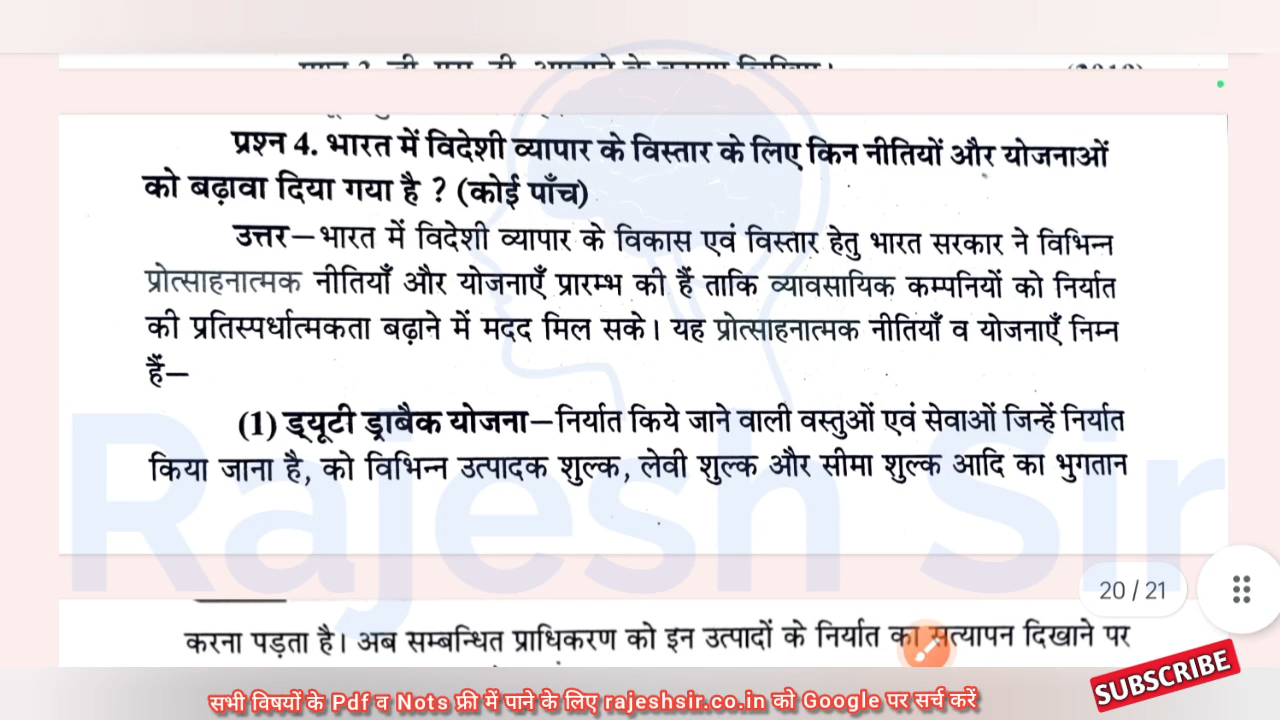 प्रश्न 4. भारत में विदेशी व्यापार के विस्तार के लिए किन नीतियों और योजनाओं
को बढ़ावा दिया गया है ? (कोई पाँच)
उत्तर—भारत में विदेशी व्यापार के विकास एवं विस्तार हेतु भारत सरकार ने विभिन्न
प्रोत्साहनात्मक नीतियाँ और योजनाएँ प्रारम्भ की हैं ताकि व्यावसायिक कम्पनियों को निर्यात
की प्रतिस्पर्धात्मकता बढ़ाने में मदद मिल सके। यह प्रोत्साहनात्मक नीतियाँ व योजनाएँ निम्न
हैं—
(1) ड्यूटी ड्राबैक योजना—निर्यात किये जाने वाली वस्तुओं एवं सेवाओं जिन्हें निर्यात
किया जाना है, को विभिन्न उत्पादक शुल्क, लेवी शुल्क और सीमा शुल्क आदि का भुगतान
Rajesh Sir
20 / 21
करना पड़ता है। अब सम्बन्धित प्राधिकरण को इन उत्पादों के निर्यात का सत्यापन दिखाने पर
SUBSCRIBE
सभी विषयों के Pdf व Nots फ्री में पाने के लिए rajeshsir.co.in को Google पर सर्च करें